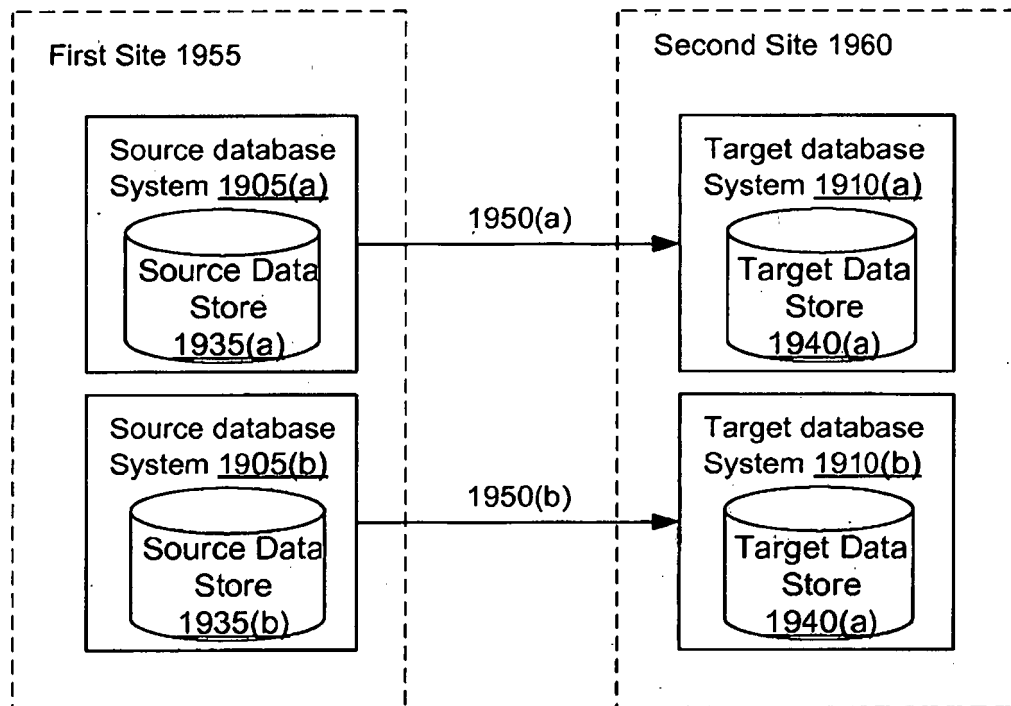 First Site 1955
Second Site 1960
Source database
System 1905(a)
Source Data
Store
1935(a)
1950(a)
Target database
System 1910(a)
Target Data
Store
1940(a)
Source database
System 1905(b)
Source Data
Store
1935(b)
1950(b)
Target database
System 1910(b)
Target Data
Store
1940(a)